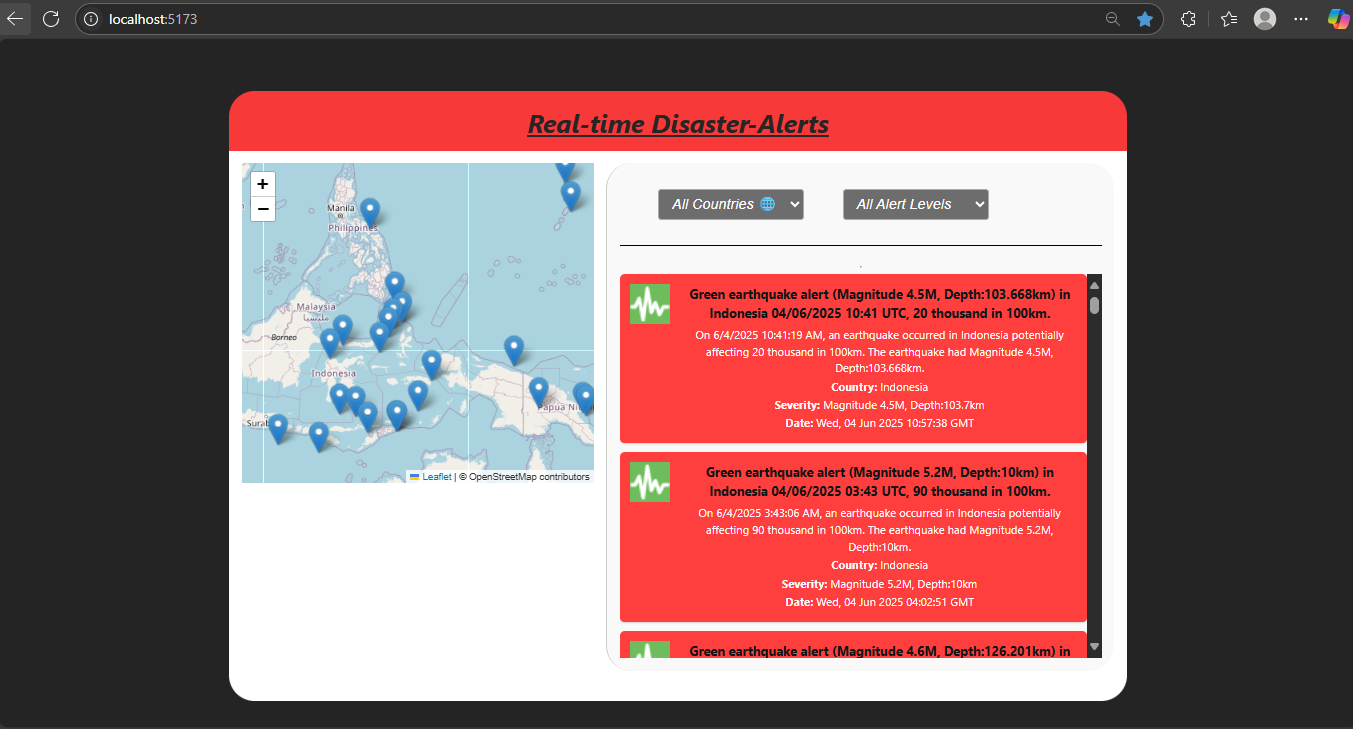 localhost:5173
Real-time Disaster-Alerts
+
−
Manila
Philippines
Malaysia
مليسيا
Borneo
Indonesia
Surab
Papua Nu
Leaflet | © OpenStreetMap contributors
All Countries 🌐
All Alert Levels
.
Green earthquake alert (Magnitude 4.5M, Depth:103.668km) in
Indonesia 04/06/2025 10:41 UTC, 20 thousand in 100km.
On 6/4/2025 10:41:19 AM, an earthquake occurred in Indonesia potentially
affecting 20 thousand in 100km. The earthquake had Magnitude 4.5M,
Depth:103.668km.
Country: Indonesia
Severity: Magnitude 4.5M, Depth:103.7km
Date: Wed, 04 Jun 2025 10:57:38 GMT
Green earthquake alert (Magnitude 5.2M, Depth:10km) in
Indonesia 04/06/2025 03:43 UTC, 90 thousand in 100km.
On 6/4/2025 3:43:06 AM, an earthquake occurred in Indonesia potentially
affecting 90 thousand in 100km. The earthquake had Magnitude 5.2M,
Depth:10km.
Country: Indonesia
Severity: Magnitude 5.2M, Depth:10km
Date: Wed, 04 Jun 2025 04:02:51 GMT
Green earthquake alert (Magnitude 4.6M, Depth:126.201km) in